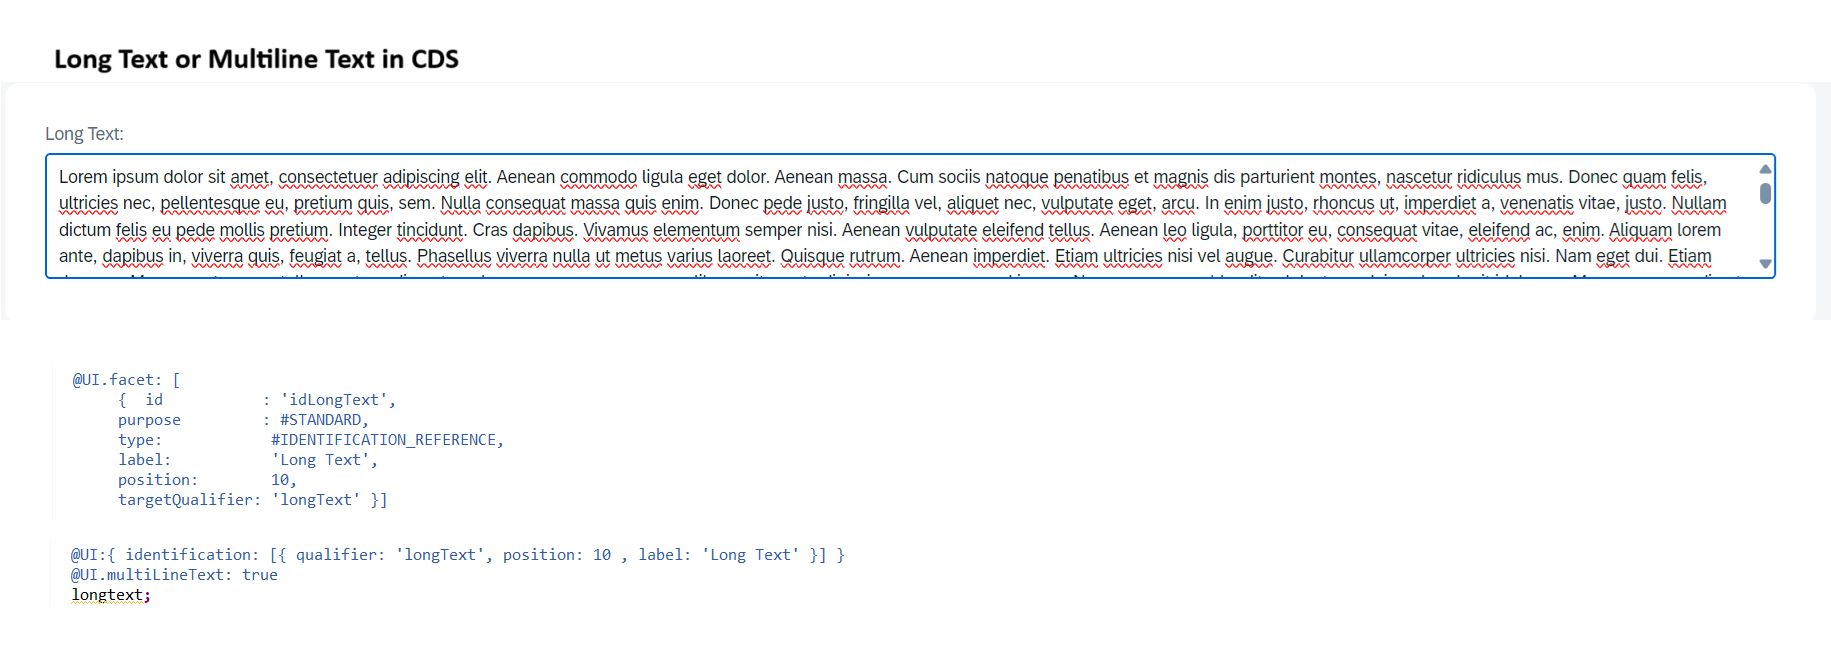 Long Text or Multiline Text in CDS
Long Text:
Lorem ipsum dolor sit amet, consectetuer adipiscing elit. Aenean commodo ligula eget dolor. Aenean massa. Cum sociis natoque penatibus et magnis dis parturient montes, nascetur ridiculus mus. Donec quam felis,
ultricies nec, pellentesque eu, pretium quis, sem. Nulla consequat massa quis enim. Donec pede justo, fringilla vel, aliquet nec, vulputate eget, arcu. In enim justo, rhoncus ut, imperdiet a, venenatis vitae, justo. Nullam
dictum felis eu pede mollis pretium. Integer tincidunt. Cras dapibus. Vivamus elementum semper nisi. Aenean vulputate eleifend tellus. Aenean leo ligula, porttitor eu, consequat vitae, eleifend ac, enim. Aliquam lorem
ante, dapibus in, viverra quis, feugiat a, tellus. Phasellus viverra nulla ut metus varius laoreet. Quisque rutrum. Aenean imperdiet. Etiam ultricies nisi vel augue. Curabitur ullamcorper ultricies nisi. Nam eget dui. Etiam
@UI.facet: [
{  id           : 'idLongText',
purpose         : #STANDARD,
type:            #IDENTIFICATION_REFERENCE,
label:           'Long Text',
position:        10,
targetQualifier: 'longText' }]
@UI:{ identification: [{ qualifier: 'longText', position: 10 , label: 'Long Text' }] }
@UI.multiLineText: true
longtext;